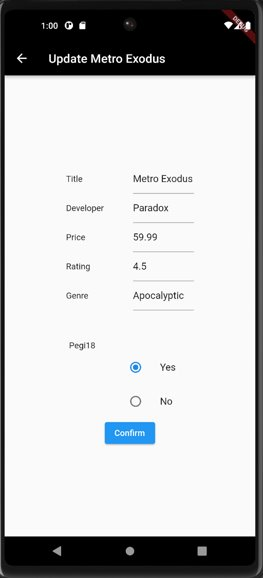 1:00
DEBUG
Update Metro Exodus
Title Metro Exodus
Developer Paradox
Price 59.99
Rating 4.5
Genre Apocalyptic
Pegi18
Yes
No
Confirm